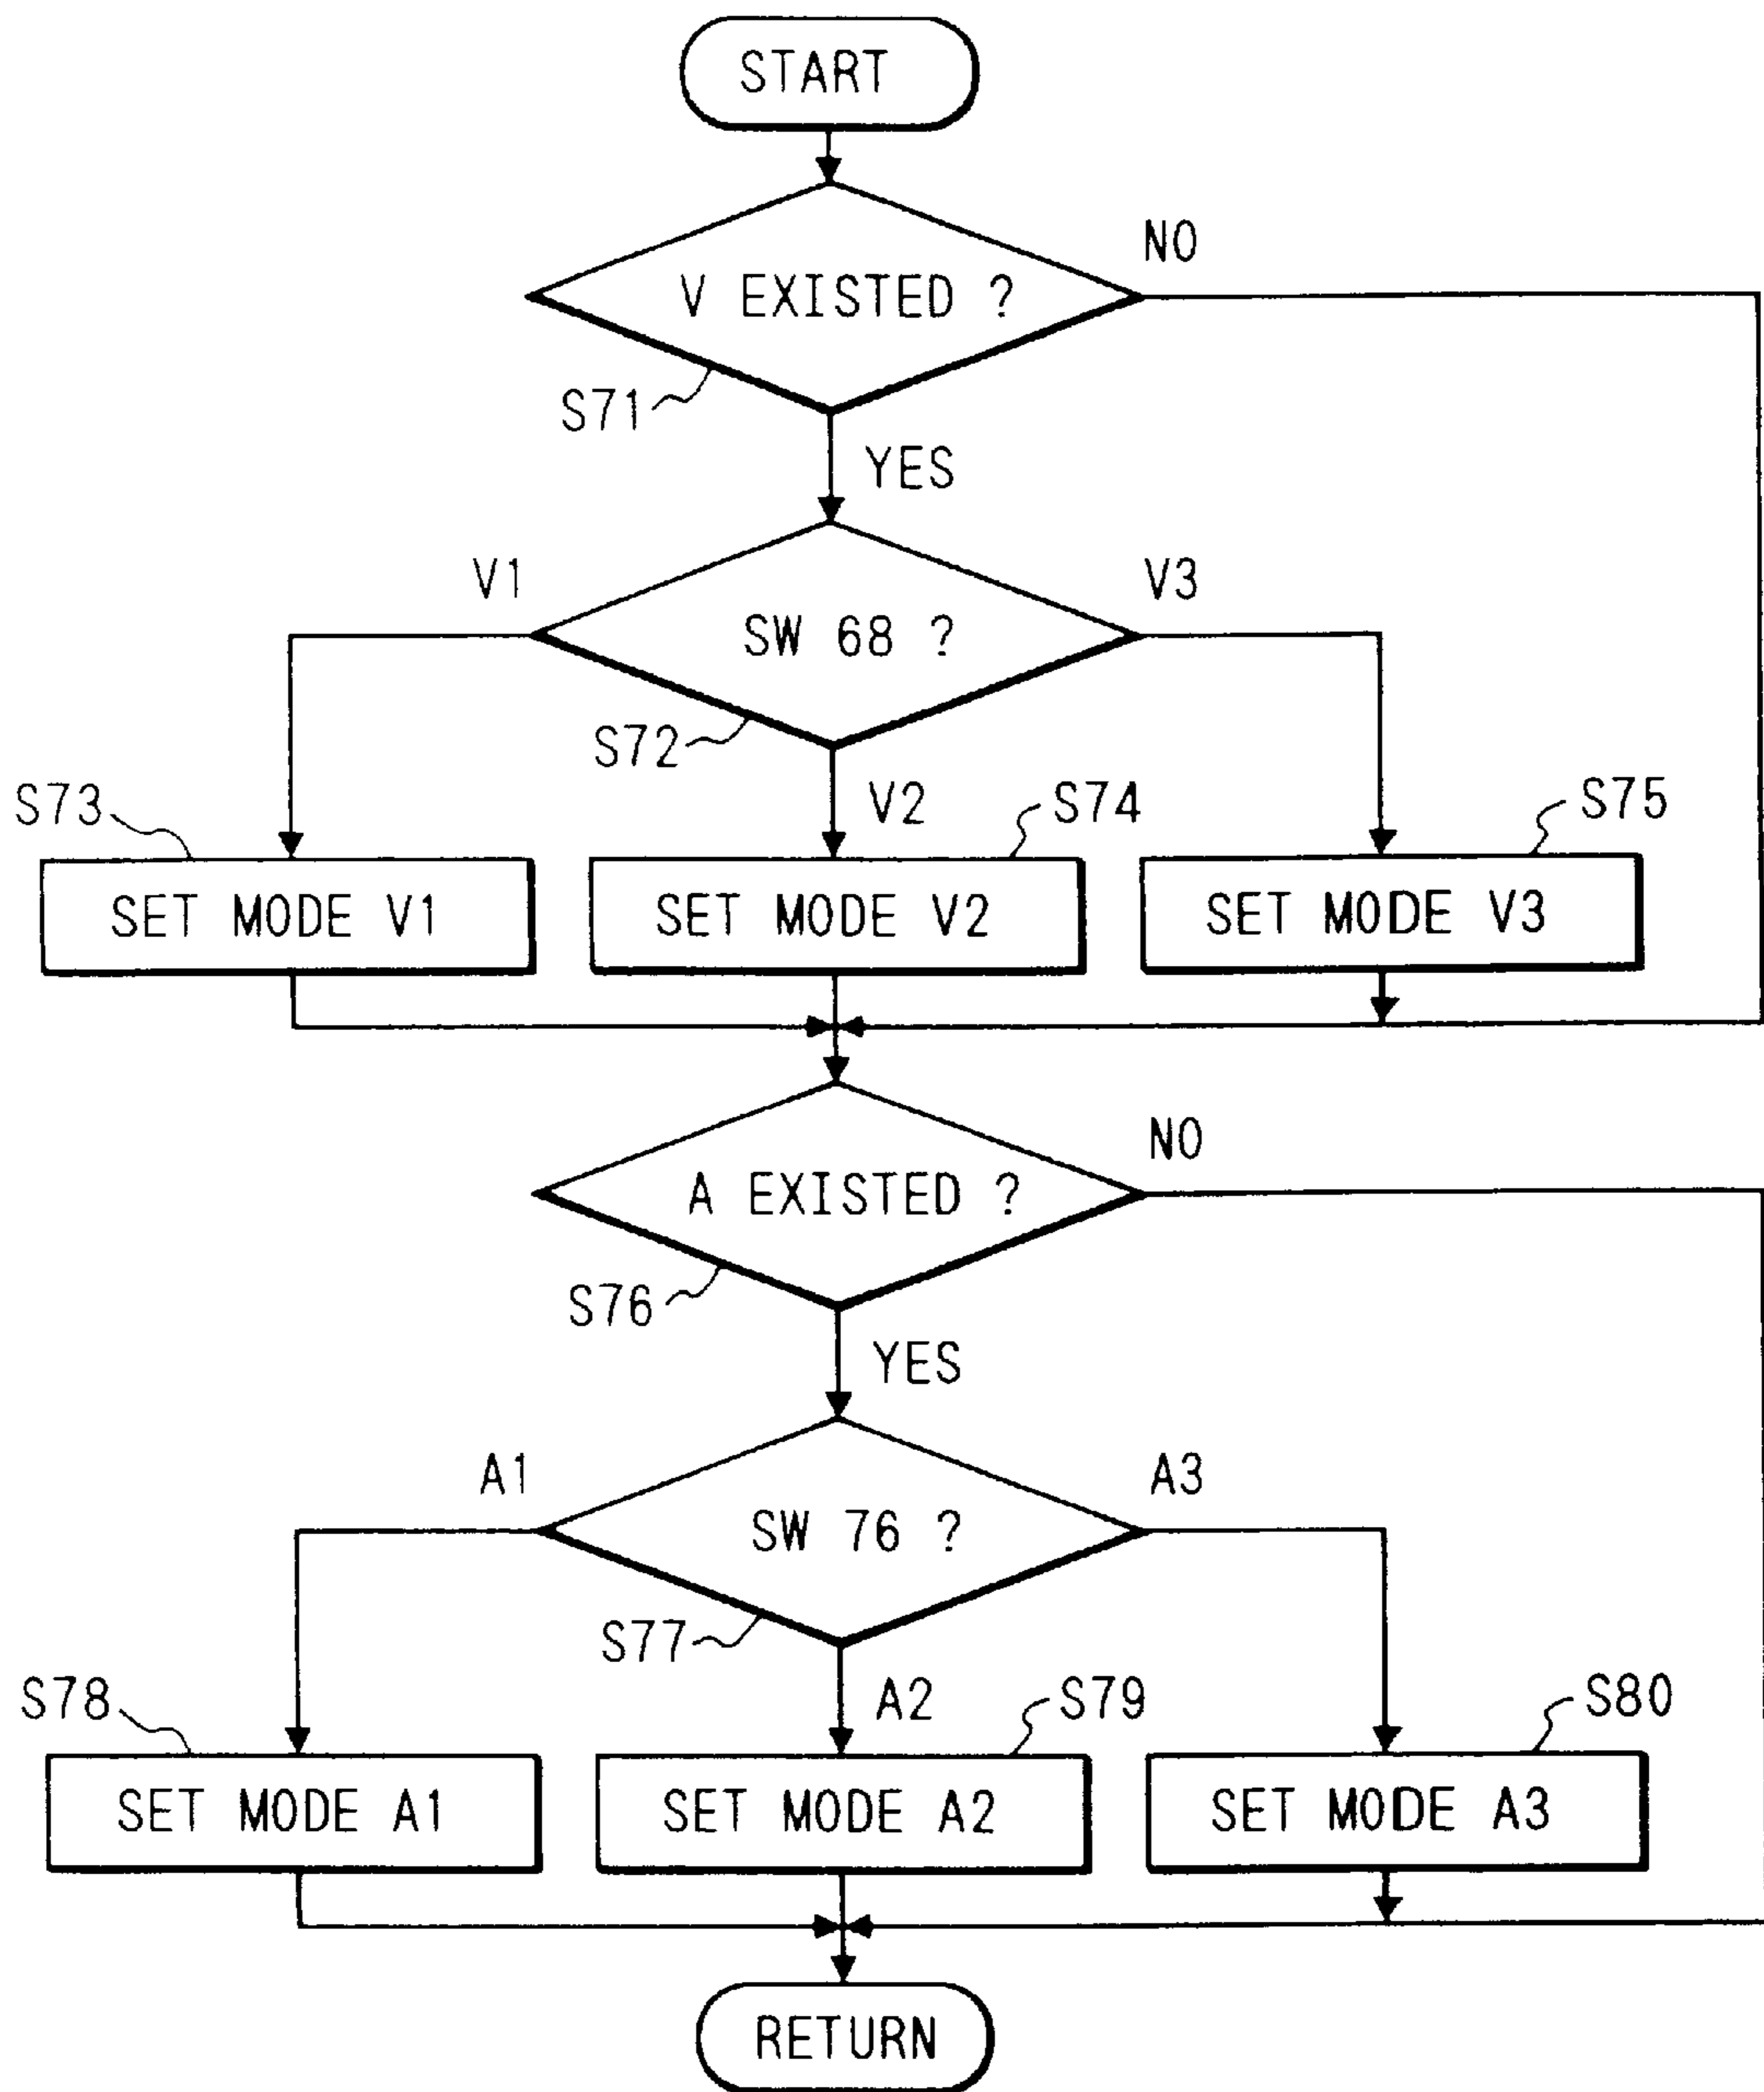 START
NO
V EXISTED ?
S71
YES
V1
V3
SW 68 ?
S72
S73
V2
S74
S75
SET MODE V1
SET MODE V2
SET MODE V3
NO
A EXISTED ?
S76
YES
A1
A3
SW 76 ?
S77
S78
A2
S79
S80
SET MODE A1
SET MODE A2
SET MODE A3
RETURN